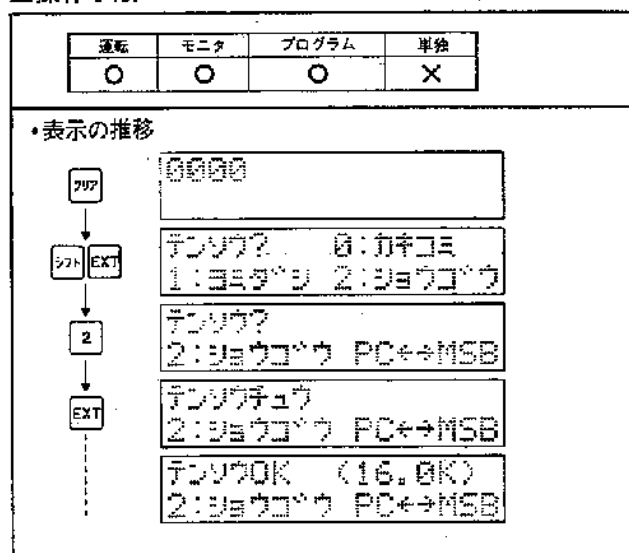 運転 モニタ プログラム 単独
○ ○ ○ ×
・表示の推移
クリア
0000
シフト EXT
テンソウ? 0:カキコミ
1:ヨミダシ 2:ショウゴウ
2
テンソウ?
2:ショウゴウ PC←→MSB
EXT
テンソウチュウ
2:ショウゴウ PC←→MSB
テンソウOK (16.0K)
2:ショウゴウ PC←→MSB